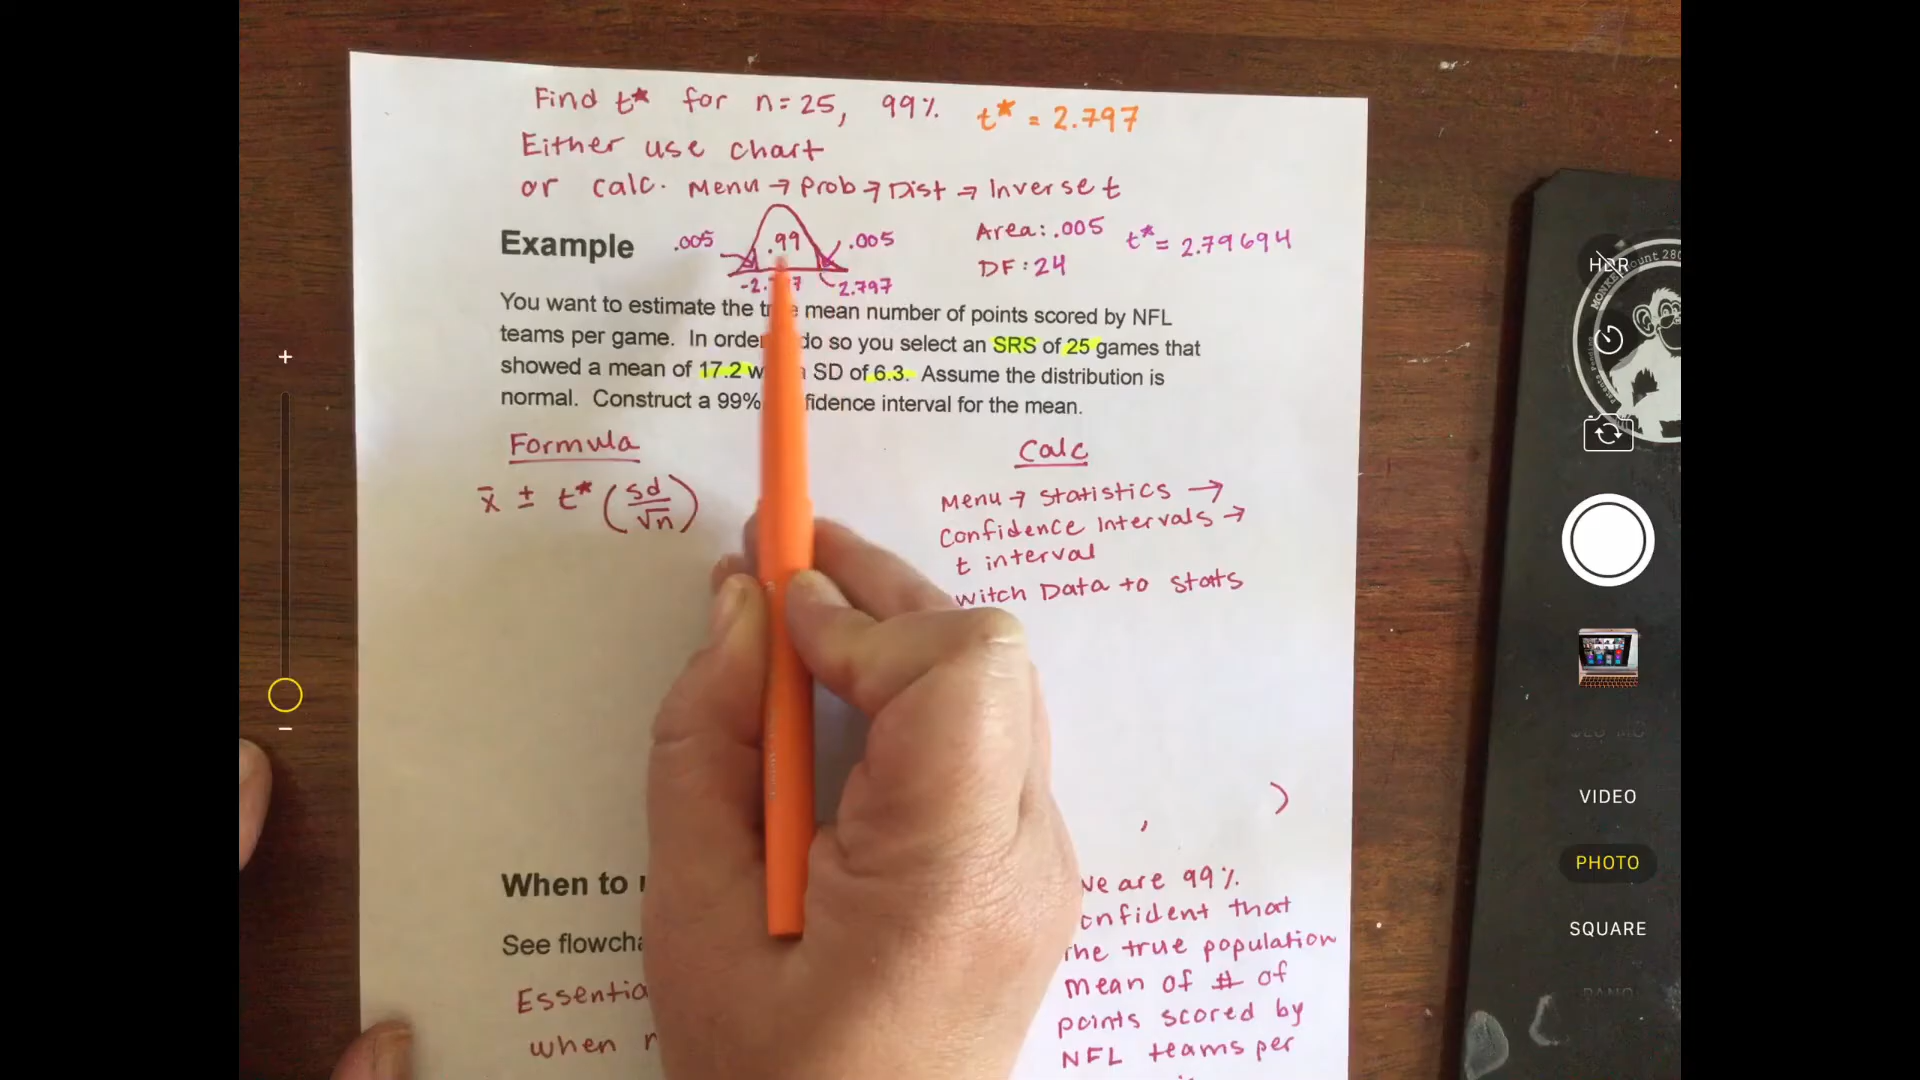 Find t* for n=25, 99% t* = 2.797
Either use chart
or calc. Menu → Prob → Dist → Inverse t
Example
.005 .99 .005
-2. 7 2.797
Area: .005 t* = 2.79694
DF: 24
You want to estimate the mean number of points scored by NFL
teams per game. In do so you select an SRS of 25 games that
showed a mean of 17.2 SD of 6.3. Assume the distribution is
normal. Construct a 99% interval for the mean.
Formula
x̄ ± t* (sd/√n)
Calc
Menu → Statistics →
Confidence Intervals →
t interval
witch Data to Stats
, )
When to
See
when
we are 99%
onfident that
the true population
mean of # of
points scored by
NFL teams per
HDR
+
−
VIDEO
PHOTO
SQUARE